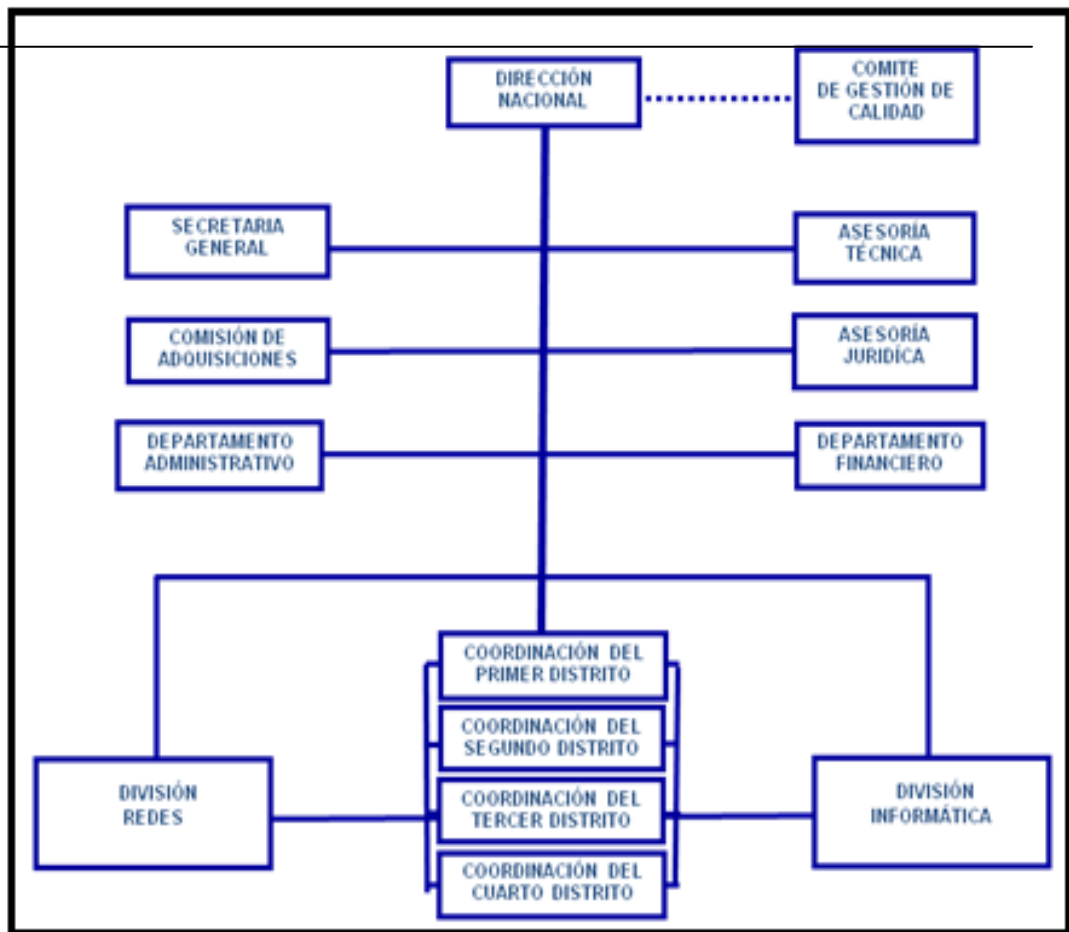 DIRECCIÓN
NACIONAL
COMITE
DE GESTIÓN DE
CALIDAD
SECRETARIA
GENERAL
ASESORÍA
TÉCNICA
COMISIÓN DE
ADQUISICIONES
ASESORÍA
JURIDÍCA
DEPARTAMENTO
ADMINISTRATIVO
DEPARTAMENTO
FINANCIERO
COORDINACIÓN DEL
PRIMER DISTRITO
COORDINACIÓN DEL
SEGUNDO DISTRITO
DIVISIÓN
REDES
COORDINACIÓN DEL
TERCER DISTRITO
DIVISIÓN
INFORMÁTICA
COORDINACIÓN DEL
CUARTO DISTRITO